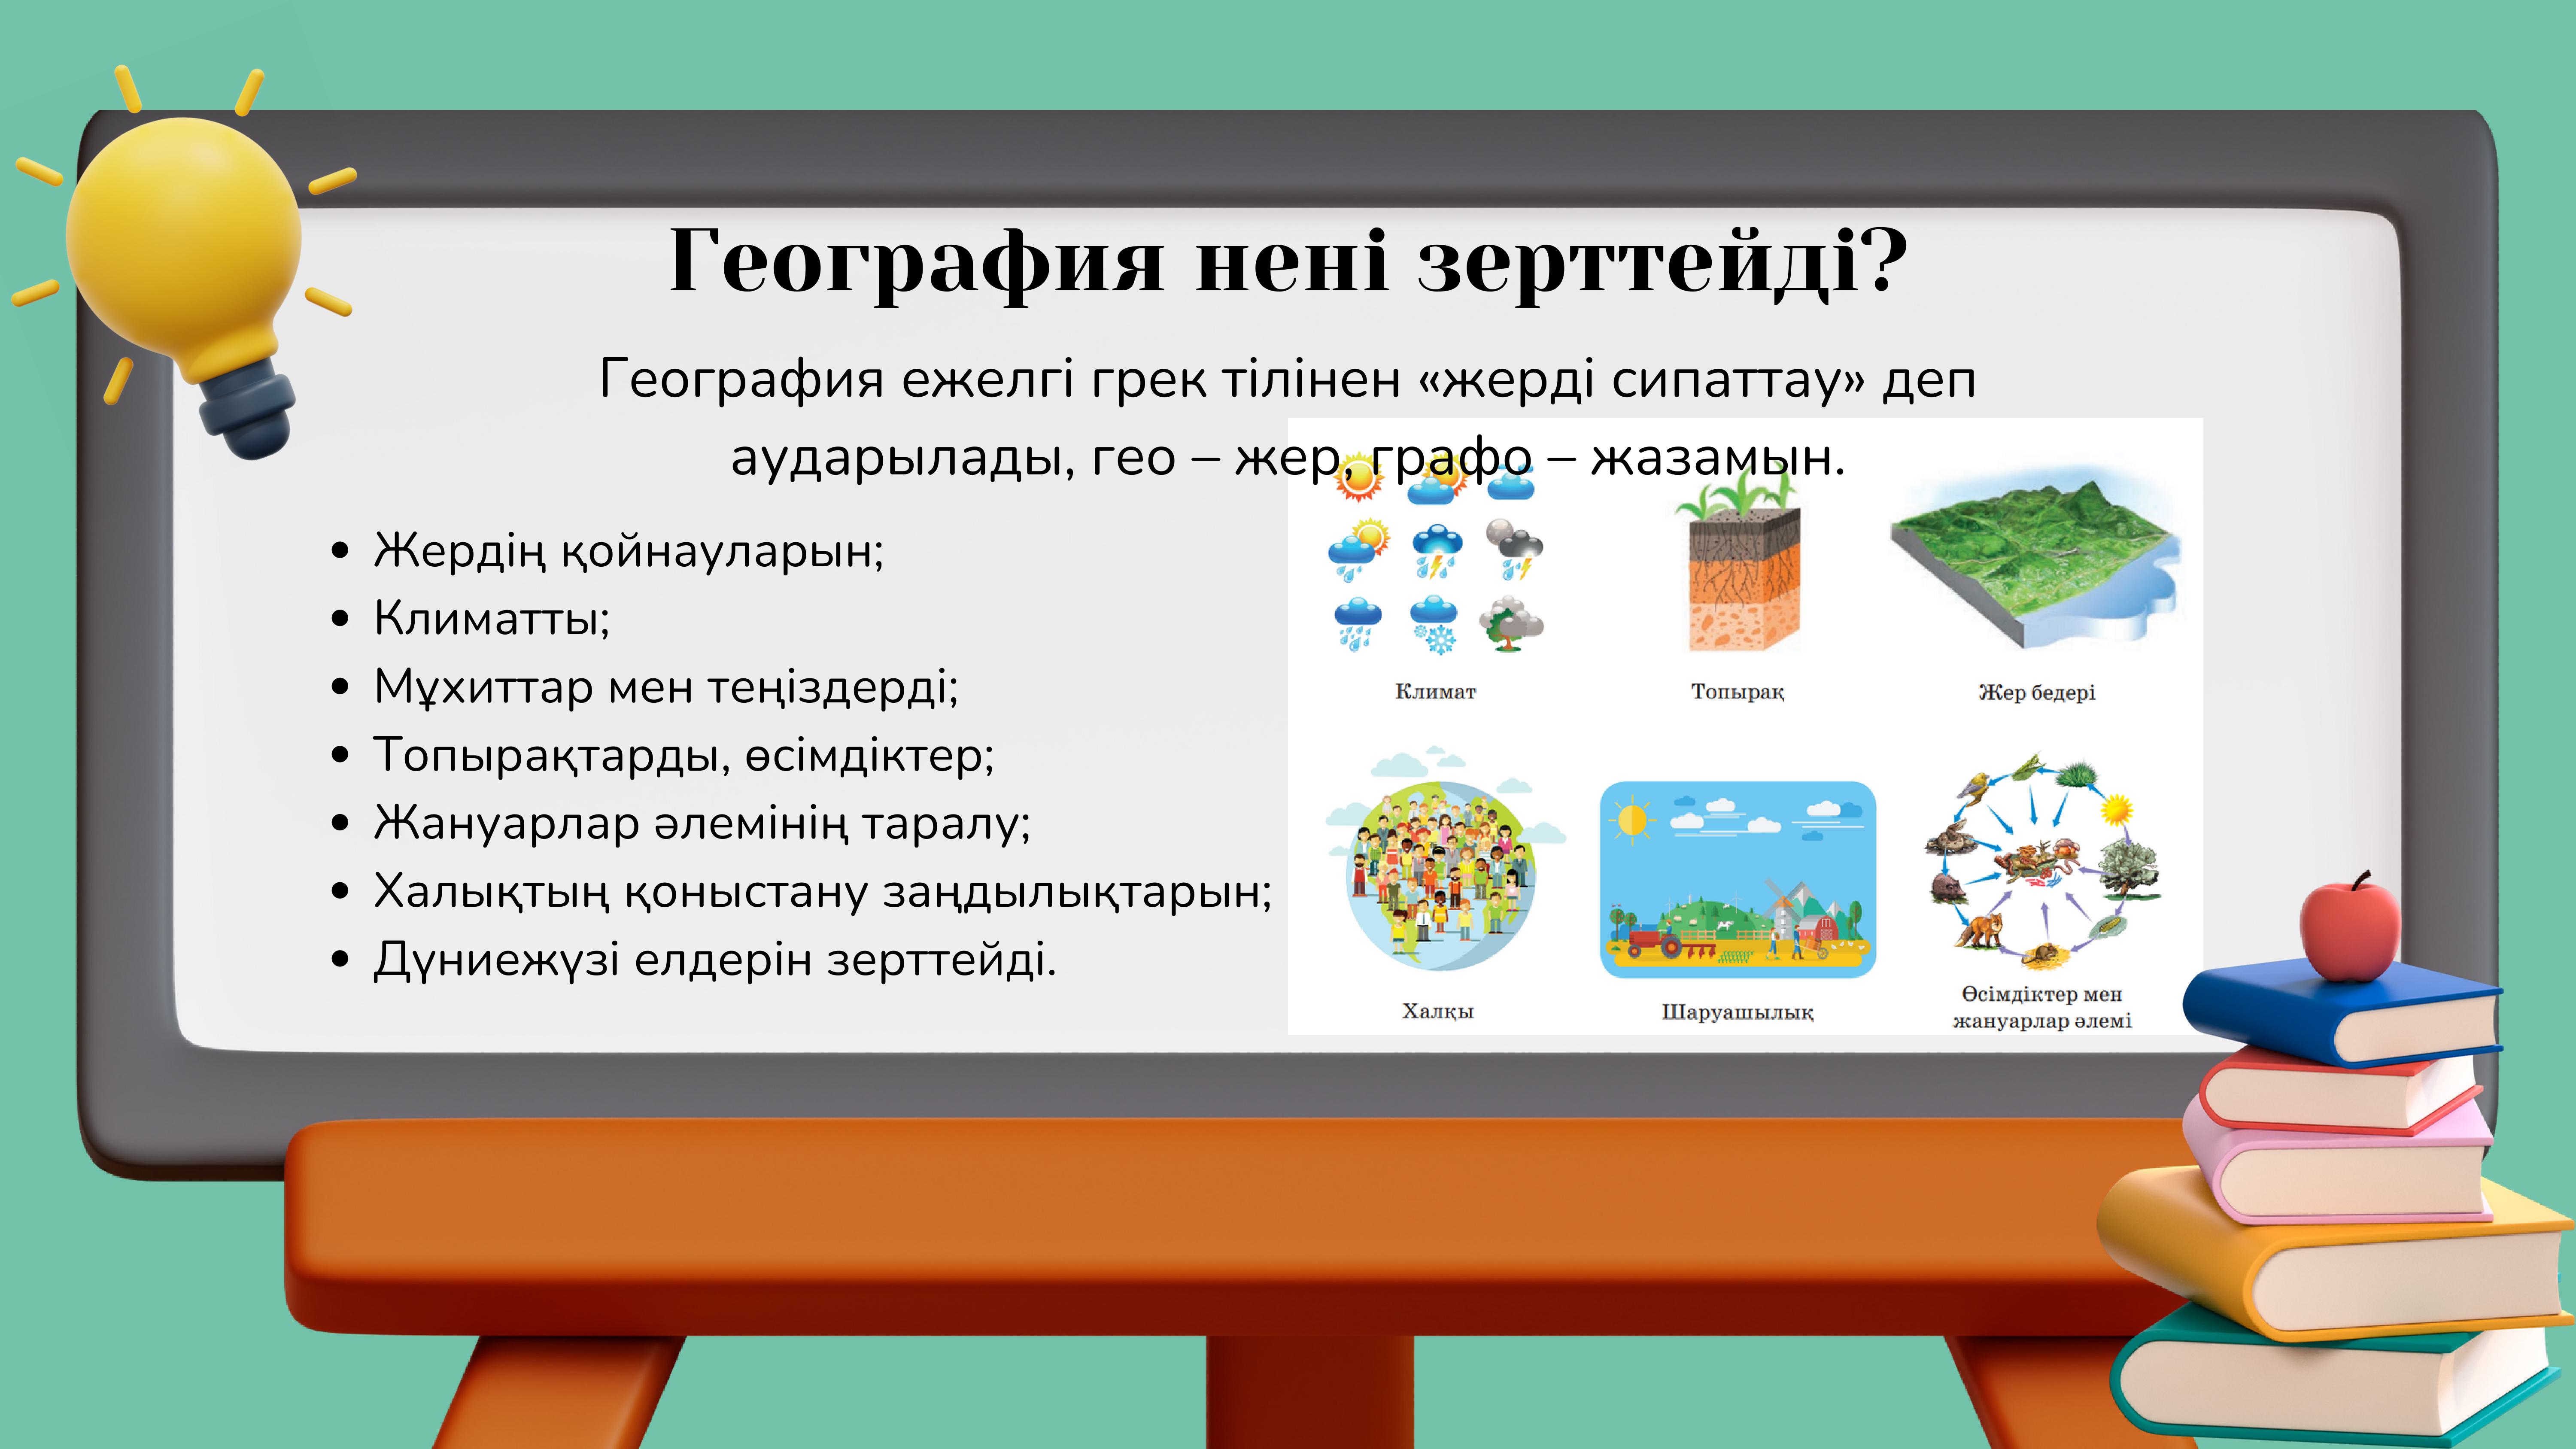 География нені зерттейді?
География ежелгі грек тілінен «жерді сипаттау» деп
аударылады, гео – жер, графо – жазамын.
• Жердің қойнауларын;
• Климатты;
• Мұхиттар мен теңіздерді;
• Топырақтарды, өсімдіктер;
• Жануарлар әлемінің таралу;
• Халықтың қоныстану заңдылықтарын;
• Дүниежүзі елдерін зерттейді.
Климат
Топырақ
Жер бедері
Халқы
Шаруашылық
Өсімдіктер мен
жануарлар әлемі